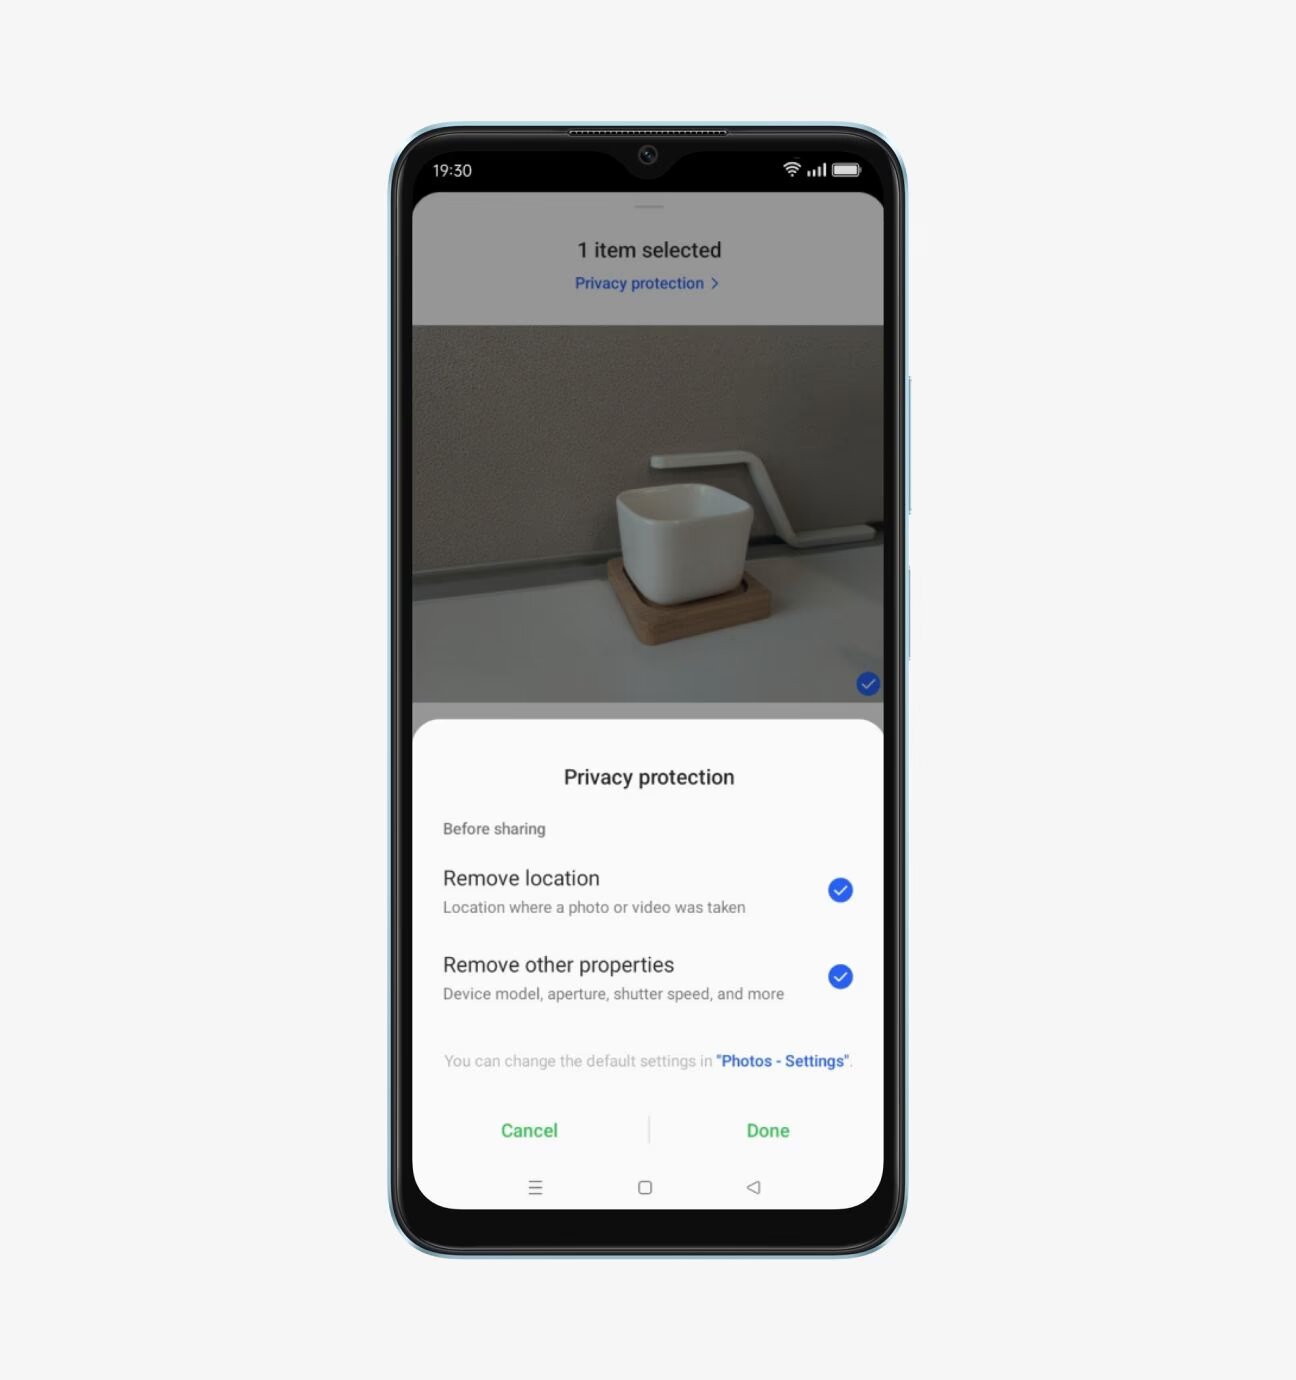 19:30
1 item selected
Privacy protection >
Privacy protection
Before sharing
Remove location
Location where a photo or video was taken
Remove other properties
Device model, aperture, shutter speed, and more
You can change the default settings in "Photos - Settings".
Cancel
Done